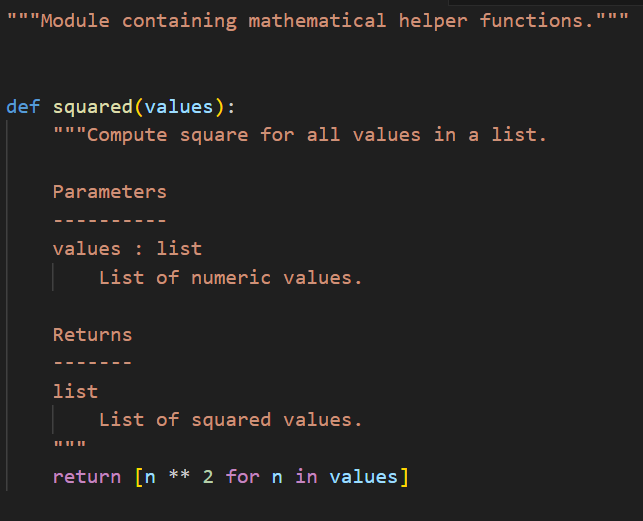 """Module containing mathematical helper functions."""
def squared(values):
"""Compute square for all values in a list.
Parameters
----------
values : list
List of numeric values.
Returns
-------
list
List of squared values.
"""
return [n ** 2 for n in values]